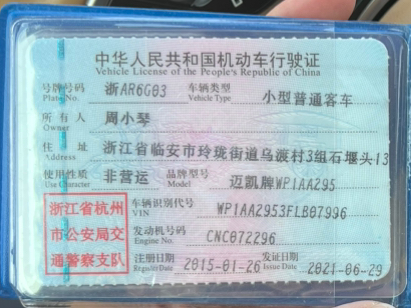 中华人民共和国机动车行驶证
Vehicle License of the People's Republic of China
号牌号码 浙AR6G03 车辆类型 小型普通客车
Plate No. Vehicle Type
所有人 周小琴
Owner
住址 浙江省临安市玲珑街道乌渡村3组石堰头13
Address
使用性质 非营运 品牌型号 迈凯牌WP1AA295
Use Character Model
浙江省杭州
市公安局交
通警察支队
车辆识别代号 WP1AA2953FLB07996
VIN
发动机号码 CNC072296
Engine No.
注册日期 2015-01-26 发证日期 2021-06-29
Register Date Issue Date